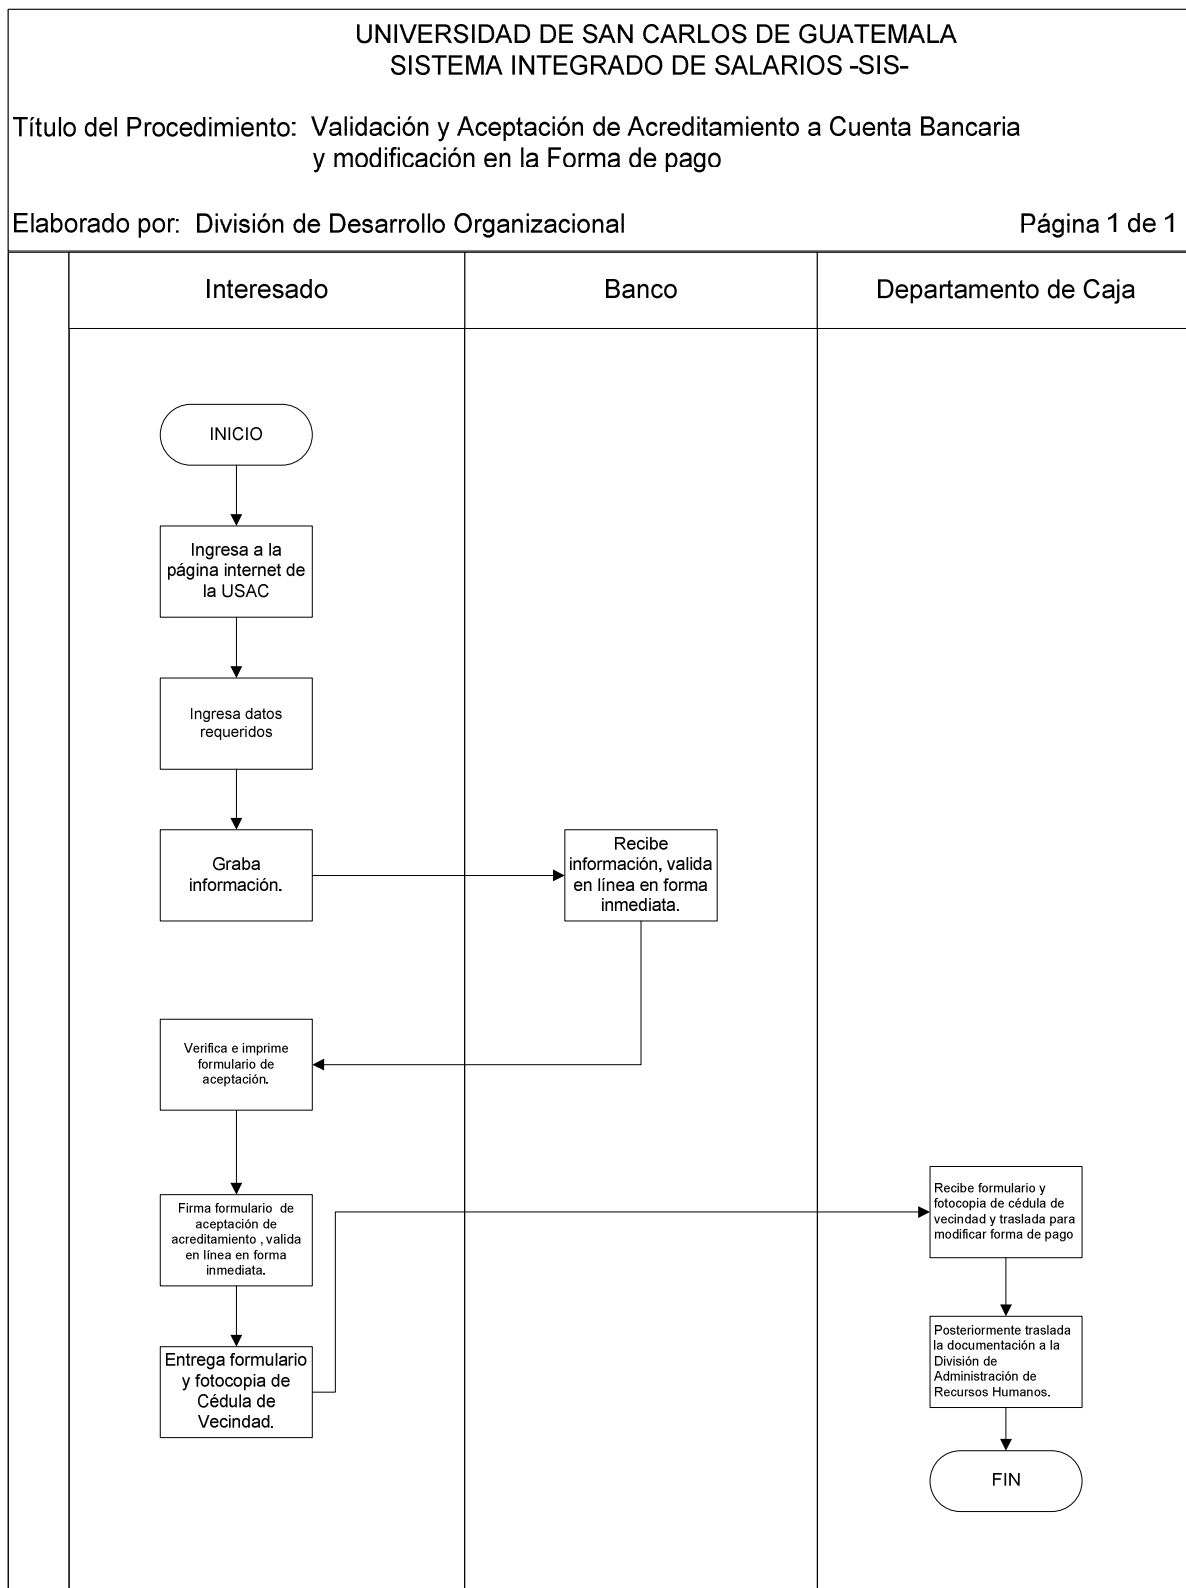 UNIVERSIDAD DE SAN CARLOS DE GUATEMALA
SISTEMA INTEGRADO DE SALARIOS -SIS-
Título del Procedimiento: Validación y Aceptación de Acreditamiento a Cuenta Bancaria
y modificación en la Forma de pago
Elaborado por: División de Desarrollo Organizacional Página 1 de 1
Interesado Banco Departamento de Caja
INICIO
Ingresa a la
página internet de
la USAC
Ingresa datos
requeridos
Graba
información.
Recibe
información, valida
en línea en forma
inmediata.
Verifica e imprime
formulario de
aceptación.
Firma formulario de
aceptación de
acreditamiento , valida
en línea en forma
inmediata.
Entrega formulario
y fotocopia de
Cédula de
Vecindad.
Recibe formulario y
fotocopia de cédula de
vecindad y traslada para
modificar forma de pago
Posteriormente traslada
la documentación a la
División de
Administración de
Recursos Humanos.
FIN